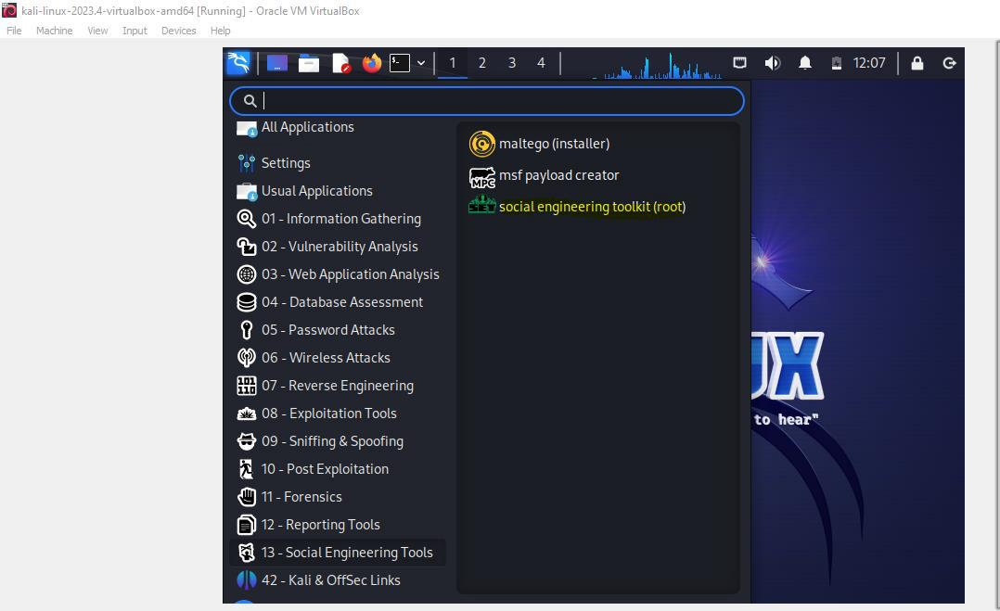 kali-linux-2023.4-virtualbox-amd64 [Running] - Oracle VM VirtualBox
File Machine View Input Devices Help
1 2 3 4 12:07
All Applications
Settings
Usual Applications
01 - Information Gathering
02 - Vulnerability Analysis
03 - Web Application Analysis
04 - Database Assessment
05 - Password Attacks
06 - Wireless Attacks
07 - Reverse Engineering
08 - Exploitation Tools
09 - Sniffing & Spoofing
10 - Post Exploitation
11 - Forensics
12 - Reporting Tools
13 - Social Engineering Tools
42 - Kali & OffSec Links
maltego (installer)
MPC msf payload creator
SET social engineering toolkit (root)
UX
to hear"